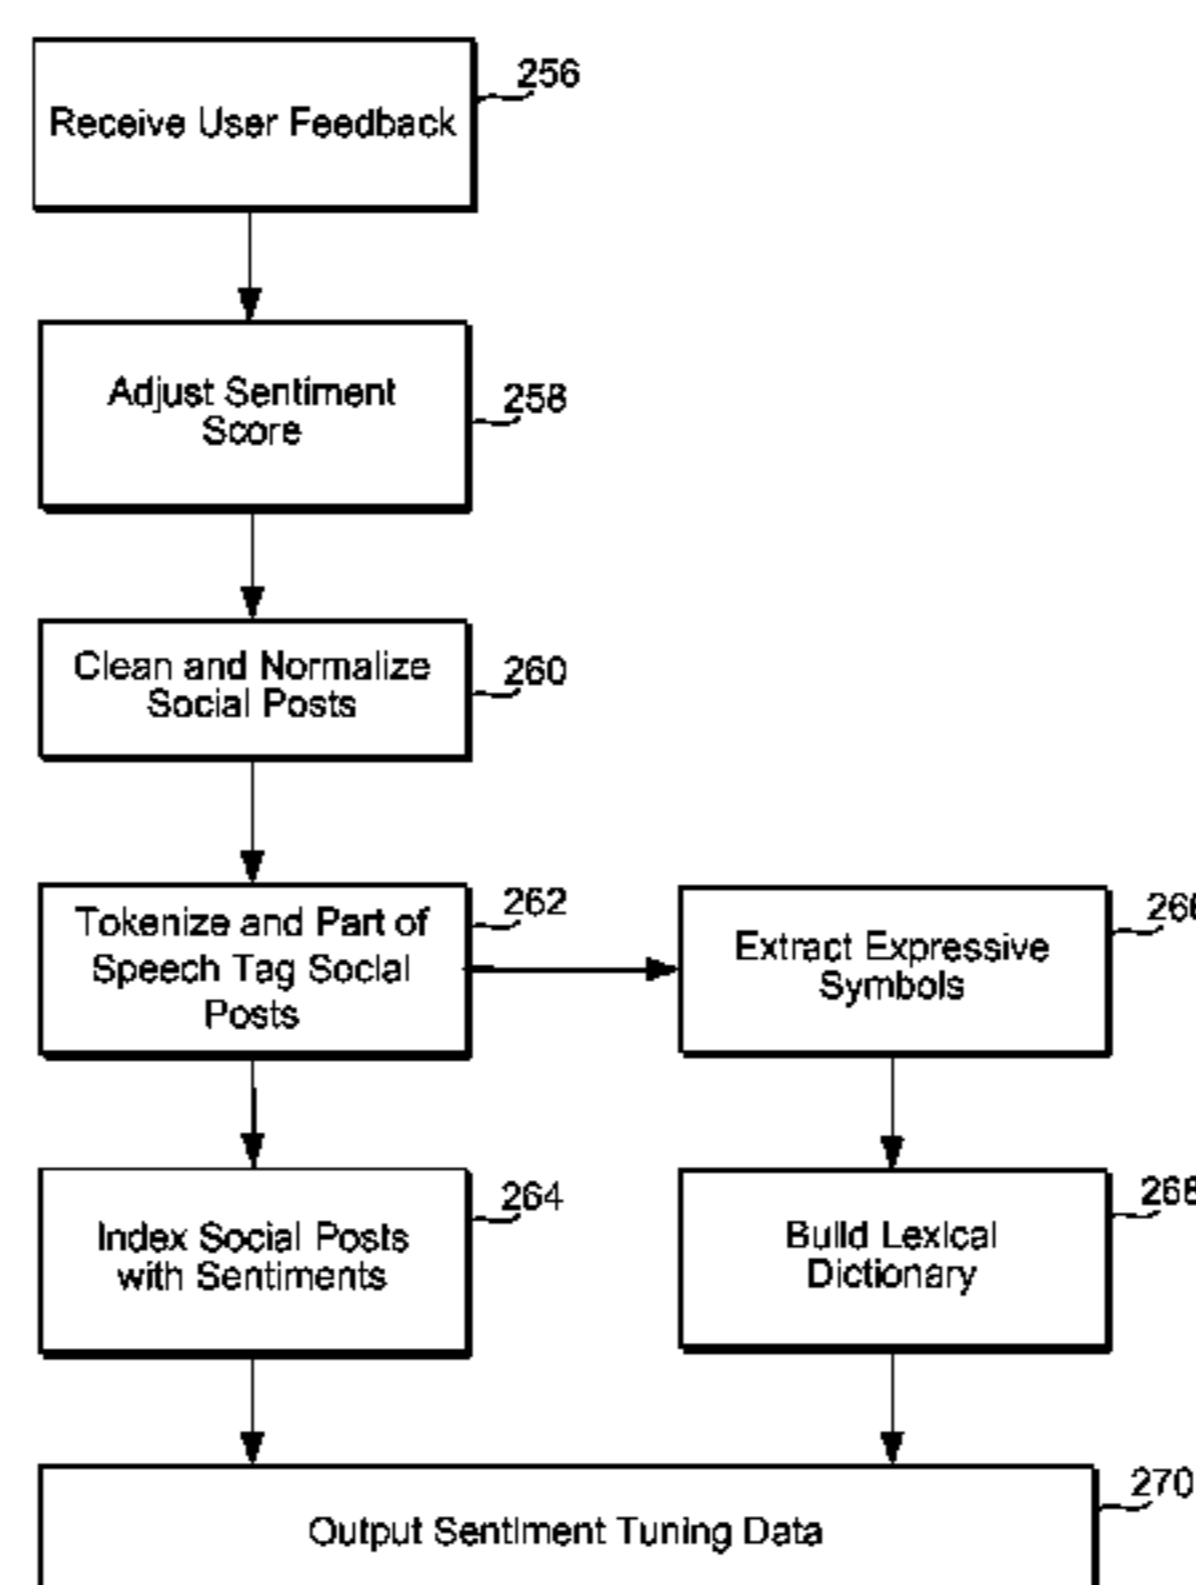 Receive User Feedback
256
Adjust Sentiment
Score
258
Clean and Normalize
Social Posts
260
Tokenize and Part of
Speech Tag Social
Posts
262
Extract Expressive
Symbols
266
Index Social Posts
with Sentiments
264
Build Lexical
Dictionary
268
Output Sentiment Tuning Data
270